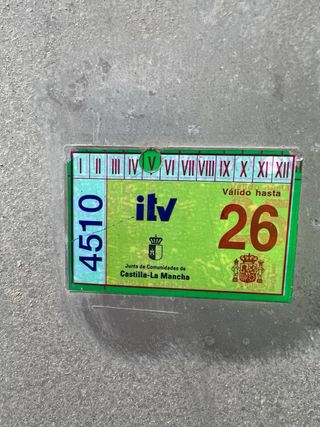 I II III IV V VI VII VIII IX X XI XII
4510
itv
Válido hasta
26
Junta de Comunidades de
Castilla-La Mancha